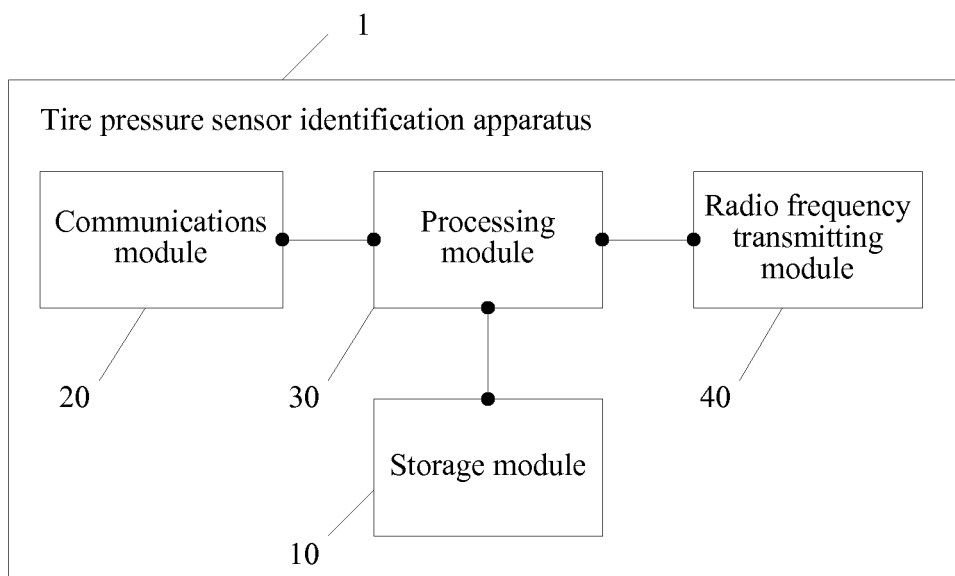 1
Tire pressure sensor identification apparatus
Communications
module
Processing
module
Radio frequency
transmitting
module
20
30
40
Storage module
10